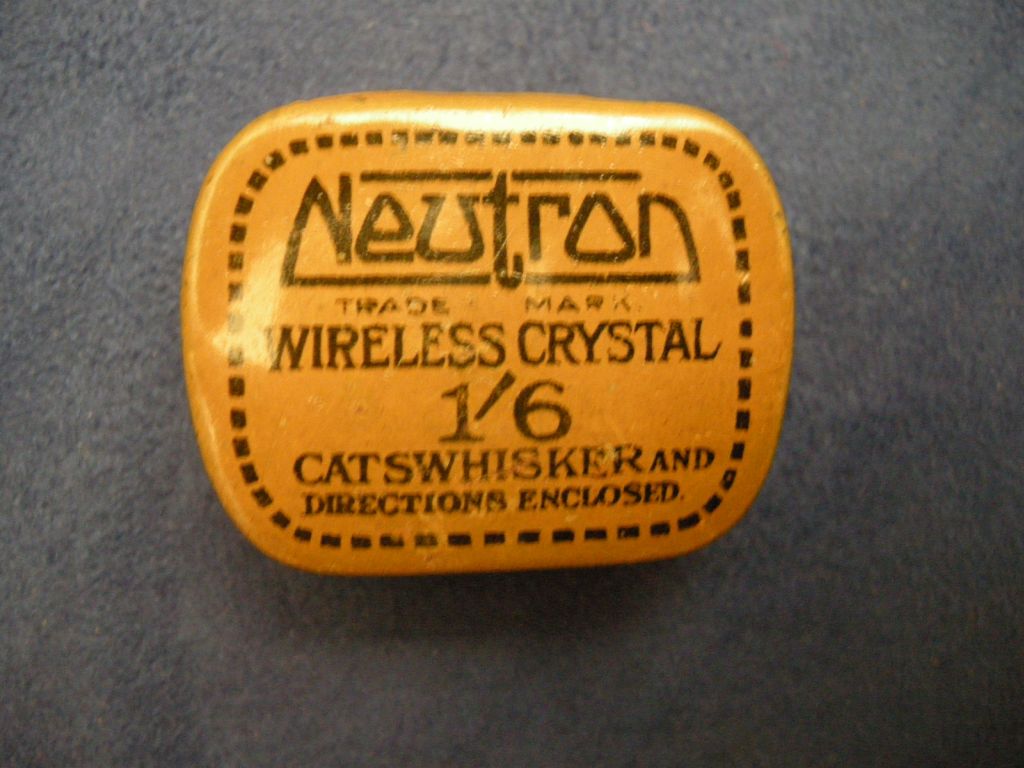 Neutron
TRADE MARK.
WIRELESS CRYSTAL
1/6
CATSWHISKER AND
DIRECTIONS ENCLOSED.